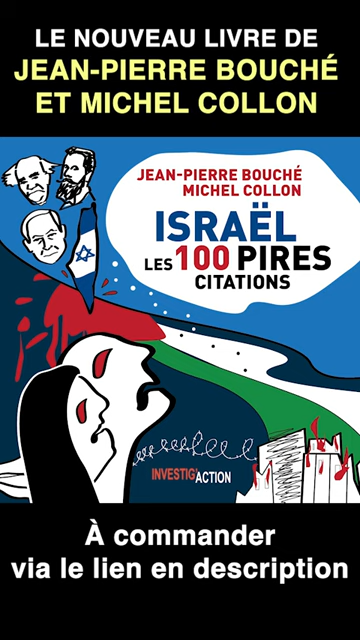 LE NOUVEAU LIVRE DE
JEAN-PIERRE BOUCHÉ
ET MICHEL COLLON
JEAN-PIERRE BOUCHÉ
MICHEL COLLON
ISRAËL
LES 100 PIRES
CITATIONS
INVESTIG'ACTION
À commander
via le lien en description